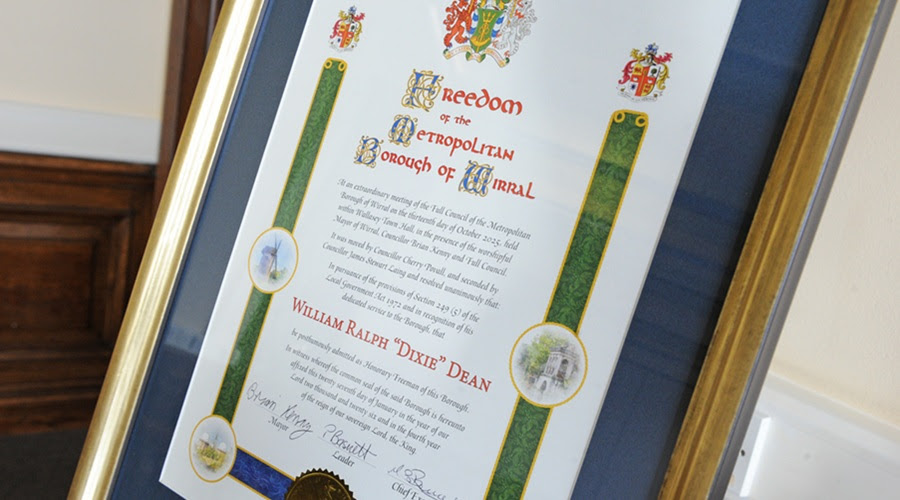 Freedom
of the
Metropolitan
Borough of Wirral
At an extraordinary meeting of the Full Council of the Metropolitan
Borough of Wirral on the thirteenth day of October 2025, held
within Wallasey Town Hall, in the presence of the worshipful
Mayor of Wirral, Councillor Brian Kenny and Full Council.
It was moved by Councillor Cherry Povall, and seconded by
Councillor James Stewart Laing and resolved unanimously that:
In pursuance of the provisions of Section 249 (5) of the
Local Government Act 1972 and in recognition of his
dedicated service to the Borough, that
William Ralph “Dixie” Dean
be posthumously admitted as Honorary Freeman of this Borough.
In witness whereof the common seal of the said Borough is hereunto
affixed this twenty seventh day of January in the year of our
Lord two thousand and twenty six and in the fourth year
of the reign of our sovereign Lord, the King.
Brian Kenny
Mayor
Leader
Chief